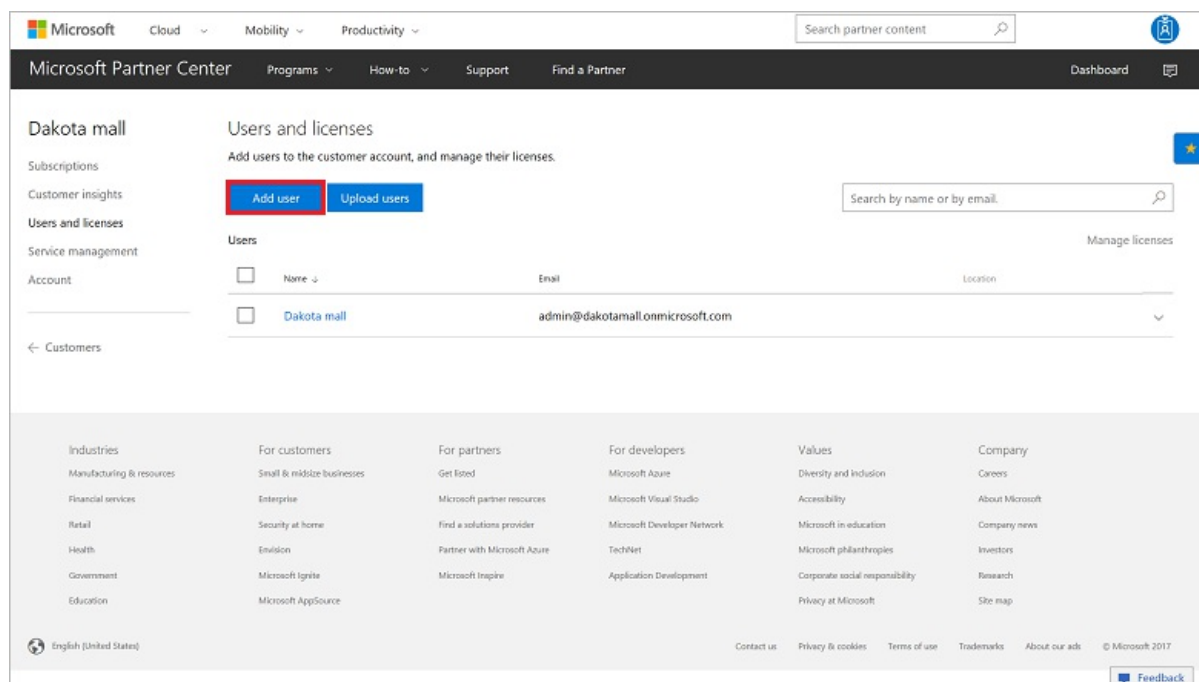 Microsoft Cloud Mobility Productivity Search partner content
Microsoft Partner Center Programs How-to Support Find a Partner Dashboard
Dakota mall
Subscriptions
Customer insights
Users and licenses
Service management
Account
← Customers
Users and licenses
Add users to the customer account, and manage their licenses.
Add user Upload users Search by name or by email.
Users Manage licenses
Name ↓ Email Location
Dakota mall admin@dakotamall.onmicrosoft.com
Industries For customers For partners For developers Values Company
Manufacturing & resources Small & midsize businesses Get listed Microsoft Azure Diversity and inclusion Careers
Financial services Enterprise Microsoft partner resources Microsoft Visual Studio Accessibility About Microsoft
Retail Security at home Find a solutions provider Microsoft Developer Network Microsoft in education Company news
Health Envision Partner with Microsoft Azure TechNet Microsoft philanthropies Investors
Government Microsoft Ignite Microsoft Inspire Application Development Corporate social responsibility Research
Education Microsoft AppSource Privacy at Microsoft Site map
English (United States) Contact us Privacy & cookies Terms of use Trademarks About our ads © Microsoft 2017
Feedback